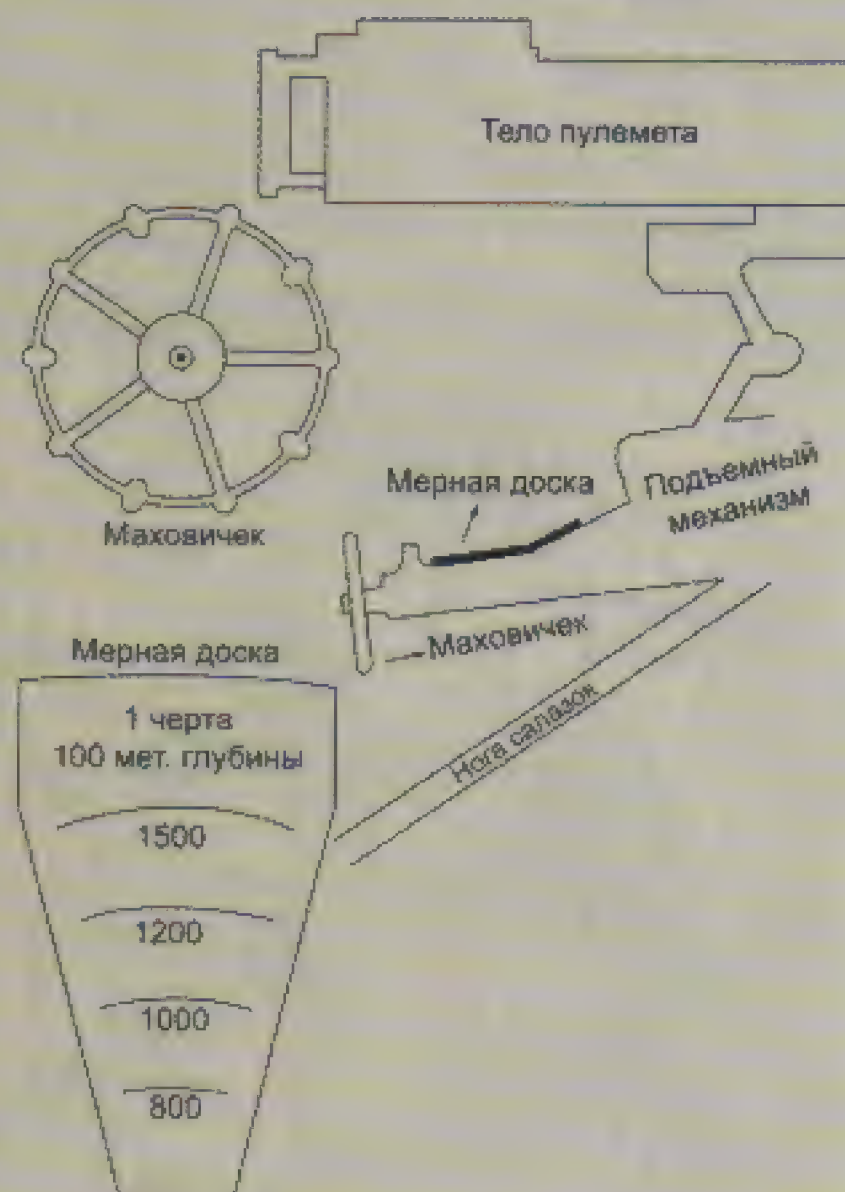 Тело пулемета
Маховичек
Мерная доска
Подъемный
механизм
Маховичек
Нога салазок
Мерная доска
1 черта
100 мет. глубины
1500
1200
1000
800